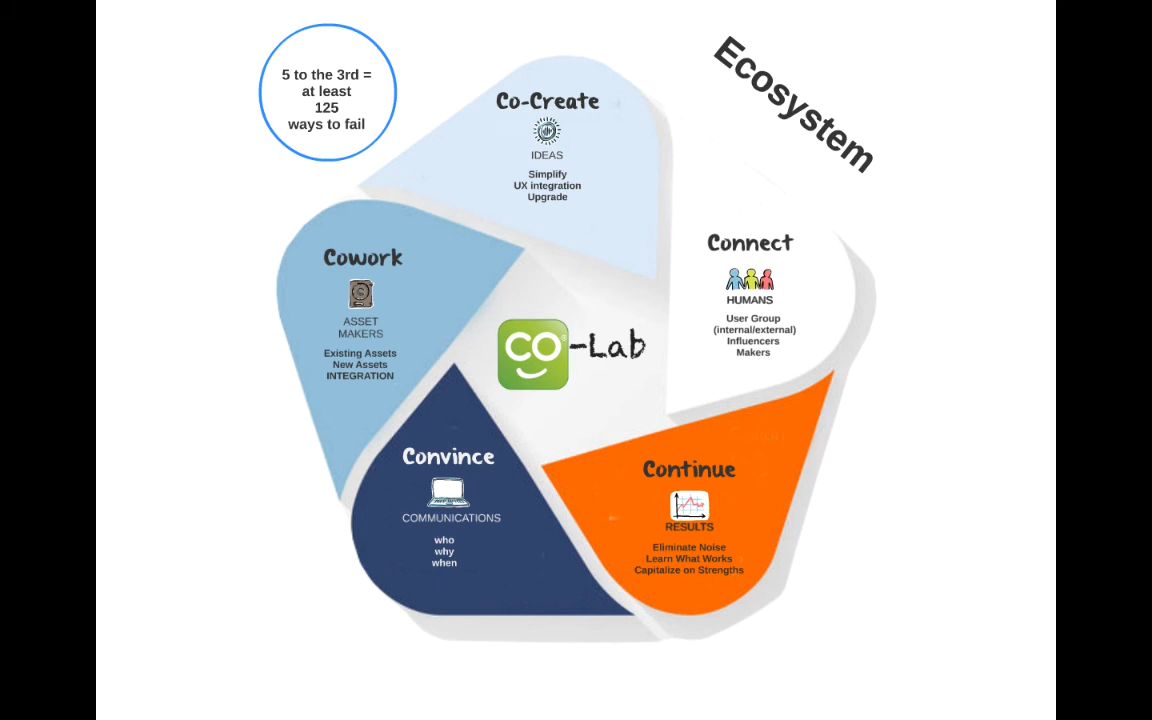 5 to the 3rd =
at least
125
ways to fail
Ecosystem
Co-Create
IDEAS
Simplify
UX integration
Upgrade
Connect
HUMANS
User Group
(internal/external)
Influencers
Makers
Cowork
ASSET
MAKERS
Existing Assets
New Assets
INTEGRATION
CO-Lab
Convince
COMMUNICATIONS
who
why
when
Continue
RESULTS
Eliminate Noise
Learn What Works
Capitalize on Strengths